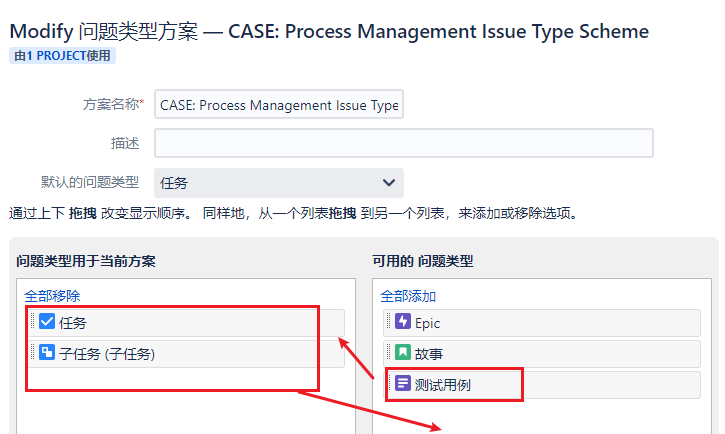 Modify 问题类型方案 — CASE: Process Management Issue Type Scheme
由1 PROJECT使用
方案名称* CASE: Process Management Issue Type
描述
默认的问题类型 任务
通过上下 拖拽 改变显示顺序。 同样地，从一个列表拖拽 到另一个列表，来添加或移除选项。
问题类型用于当前方案
全部移除
任务
子任务 (子任务)
可用的 问题类型
全部添加
Epic
故事
测试用例